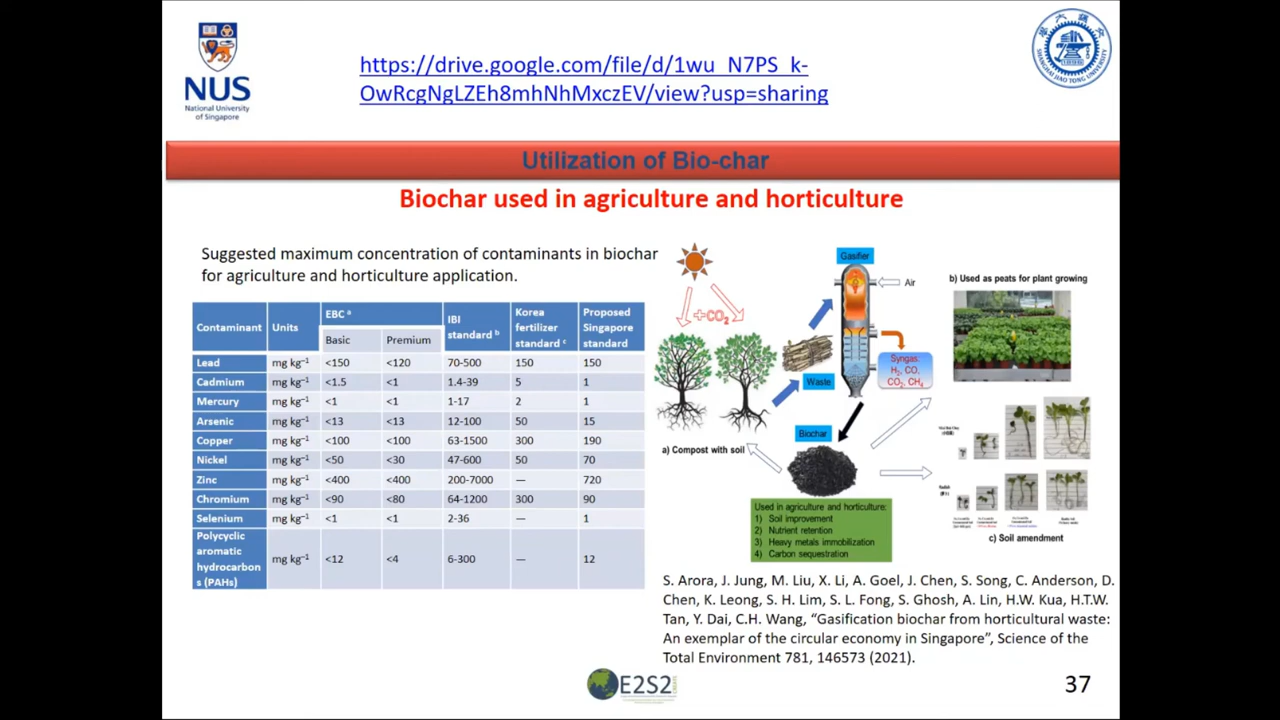 NUS
National University
of Singapore
https://drive.google.com/file/d/1wu_N7PS_k-
OwRcgNgLZEh8mhNhMxczEV/view?usp=sharing
SHANGHAI JIAO TONG UNIVERSITY
Utilization of Bio-char
Biochar used in agriculture and horticulture
Suggested maximum concentration of contaminants in biochar
for agriculture and horticulture application.
Contaminant Units EBC a IBI standard b Korea fertilizer standard c Proposed Singapore standard
Basic Premium
Lead mg kg⁻¹ <150 <120 70-500 150 150
Cadmium mg kg⁻¹ <1.5 <1 1.4-39 5 1
Mercury mg kg⁻¹ <1 <1 1-17 2 1
Arsenic mg kg⁻¹ <13 <13 12-100 50 15
Copper mg kg⁻¹ <100 <100 63-1500 300 190
Nickel mg kg⁻¹ <50 <30 47-600 50 70
Zinc mg kg⁻¹ <400 <400 200-7000 — 720
Chromium mg kg⁻¹ <90 <80 64-1200 300 90
Selenium mg kg⁻¹ <1 <1 2-36 — 1
Polycyclic
aromatic
hydrocarbon
s (PAHs) mg kg⁻¹ <12 <4 6-300 — 12
+CO₂
Gasifier
Air
Waste
Syngas:
H₂, CO,
CO₂, CH₄
Biochar
a) Compost with soil
b) Used as peats for plant growing
c) Soil amendment
Used in agriculture and horticulture:
1) Soil improvement
2) Nutrient retention
3) Heavy metals immobilization
4) Carbon sequestration
S. Arora, J. Jung, M. Liu, X. Li, A. Goel, J. Chen, S. Song, C. Anderson, D.
Chen, K. Leong, S. H. Lim, S. L. Fong, S. Ghosh, A. Lin, H.W. Kua, H.T.W.
Tan, Y. Dai, C.H. Wang, “Gasification biochar from horticultural waste:
An exemplar of the circular economy in Singapore”, Science of the
Total Environment 781, 146573 (2021).
E2S2
CREATE
37